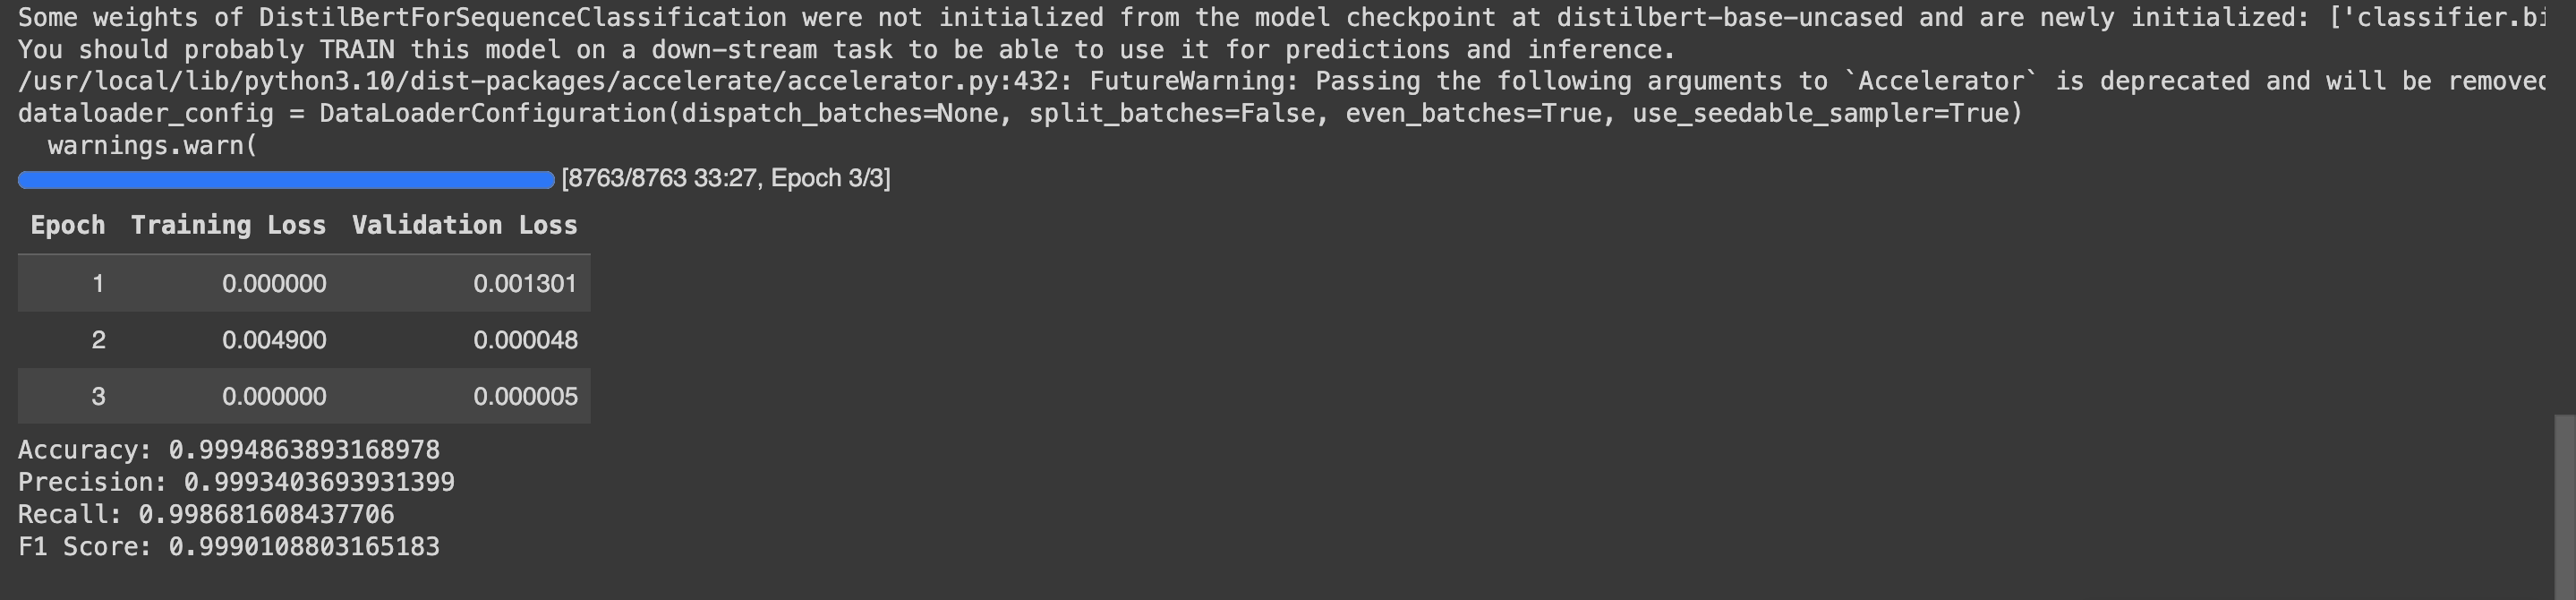 Some weights of DistilBertForSequenceClassification were not initialized from the model checkpoint at distilbert-base-uncased and are newly initialized: ['classifier.bi
You should probably TRAIN this model on a down-stream task to be able to use it for predictions and inference.
/usr/local/lib/python3.10/dist-packages/accelerate/accelerator.py:432: FutureWarning: Passing the following arguments to `Accelerator` is deprecated and will be removed
dataloader_config = DataLoaderConfiguration(dispatch_batches=None, split_batches=False, even_batches=True, use_seedable_sampler=True)
warnings.warn(
[8763/8763 33:27, Epoch 3/3]
Epoch Training Loss Validation Loss
1 0.000000 0.001301
2 0.004900 0.000048
3 0.000000 0.000005
Accuracy: 0.9994863893168978
Precision: 0.9993403693931399
Recall: 0.998681608437706
F1 Score: 0.9990108803165183